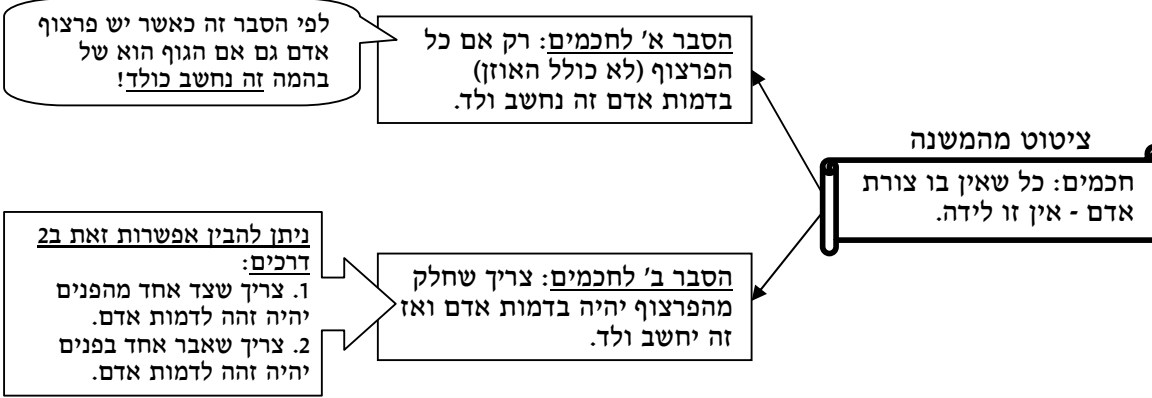 ציטוט מהמשנה
חכמים: כל שאין בו צורת
אדם - אין זו לידה.
הסבר א' לחכמים: רק אם כל
הפרצוף (לא כולל האוזן)
בדמות אדם זה נחשב ולד.
לפי הסבר זה כאשר יש פרצוף
אדם גם אם הגוף הוא של
בהמה זה נחשב כולד!
הסבר ב' לחכמים: צריך שחלק
מהפרצוף יהיה בדמות אדם ואז
זה יחשב ולד.
ניתן להבין אפשרות זאת ב2
דרכים:
1. צריך שצד אחד מהפנים
יהיה זהה לדמות אדם.
2. צריך שאבר אחד בפנים
יהיה זהה לדמות אדם.